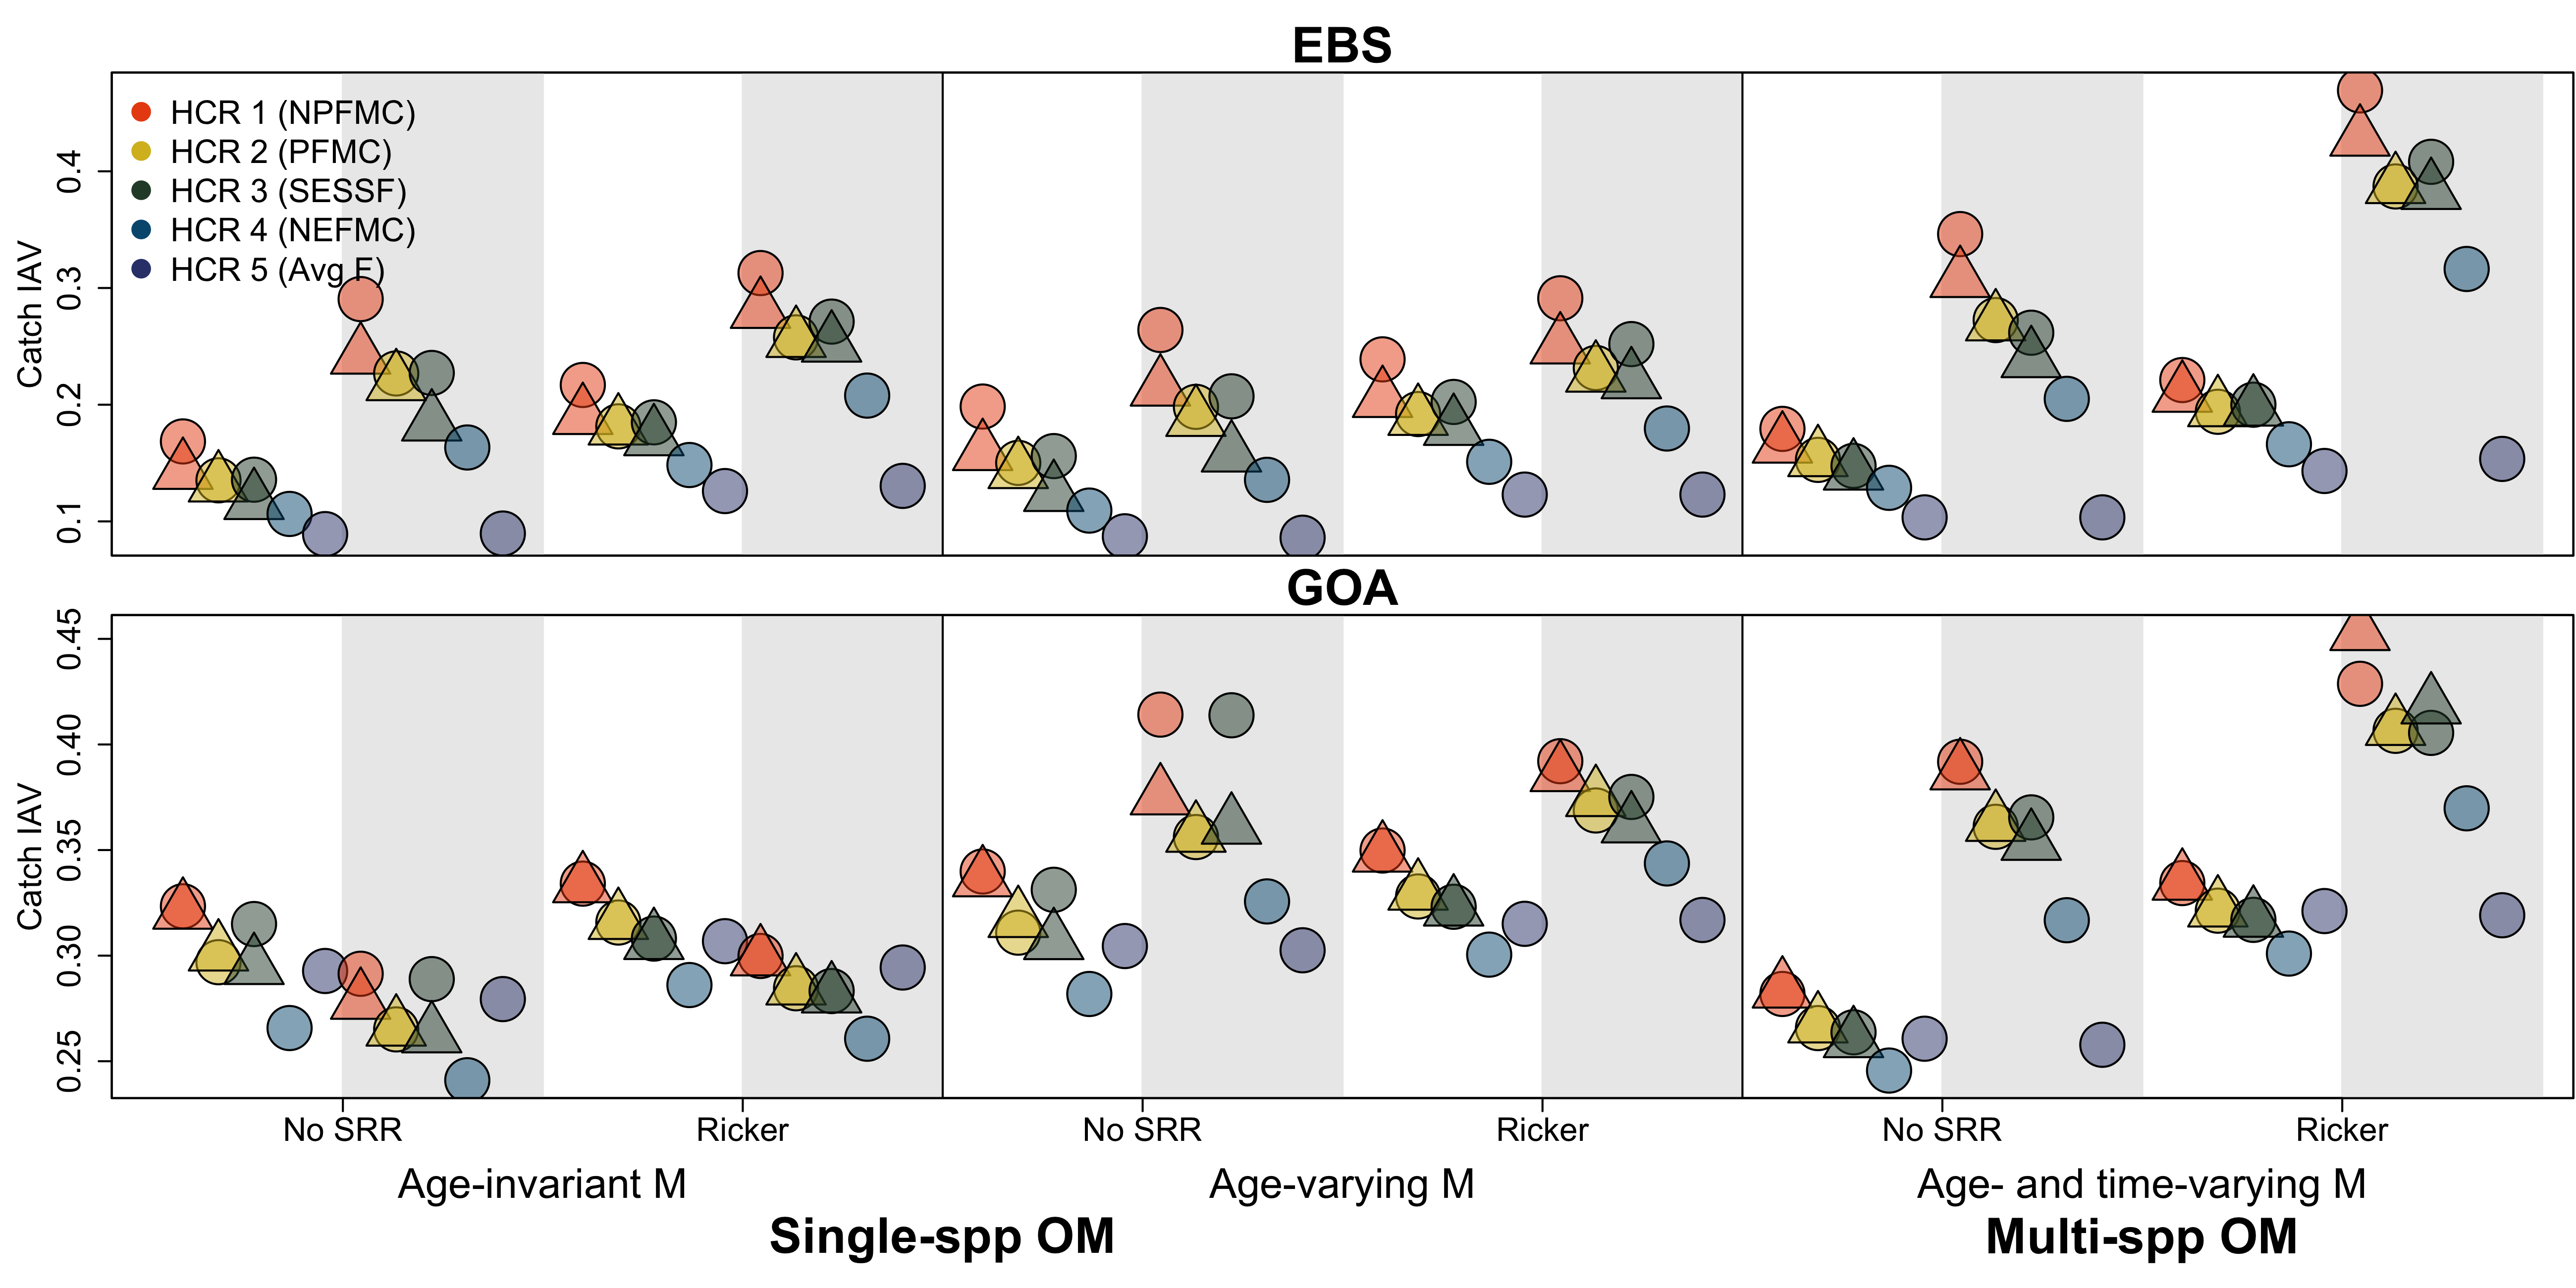 EBS
Catch IAV
0.4
0.3
0.2
0.1
HCR 1 (NPFMC)
HCR 2 (PFMC)
HCR 3 (SESSF)
HCR 4 (NEFMC)
HCR 5 (Avg F)
GOA
Catch IAV
0.45
0.40
0.35
0.30
0.25
No SRR Ricker No SRR Ricker No SRR Ricker
Age-invariant M Age-varying M Age- and time-varying M
Single-spp OM Multi-spp OM